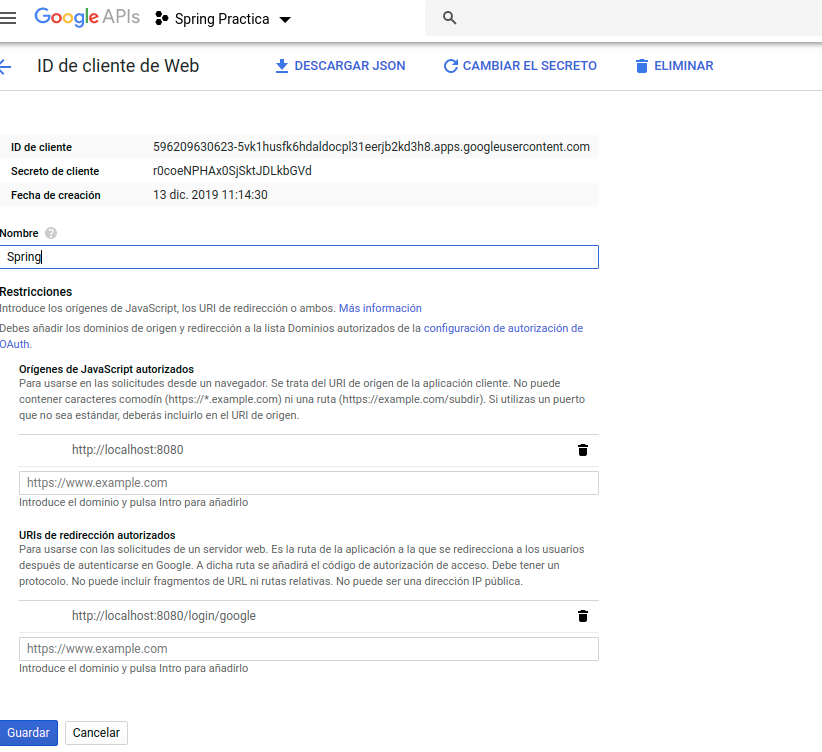 Google APIs Spring Practica
ID de cliente de Web DESCARGAR JSON CAMBIAR EL SECRETO ELIMINAR
ID de cliente 596209630623-5vk1husfk6hdaldocpl31eerjb2kd3h8.apps.googleusercontent.com
Secreto de cliente r0coeNPHAx0SjSktJDLkbGVd
Fecha de creación 13 dic. 2019 11:14:30
Nombre ?
Spring
Restricciones
Introduce los orígenes de JavaScript, los URI de redirección o ambos. Más información
Debes añadir los dominios de origen y redirección a la lista Dominios autorizados de la configuración de autorización de
OAuth.
Orígenes de JavaScript autorizados
Para usarse en las solicitudes desde un navegador. Se trata del URI de origen de la aplicación cliente. No puede
contener caracteres comodín (https://*.example.com) ni una ruta (https://example.com/subdir). Si utilizas un puerto
que no sea estándar, deberás incluirlo en el URI de origen.
http://localhost:8080
https://www.example.com
Introduce el dominio y pulsa Intro para añadirlo
URIs de redirección autorizados
Para usarse con las solicitudes de un servidor web. Es la ruta de la aplicación a la que se redirecciona a los usuarios
después de autenticarse en Google. A dicha ruta se añadirá el código de autorización de acceso. Debe tener un
protocolo. No puede incluir fragmentos de URL ni rutas relativas. No puede ser una dirección IP pública.
http://localhost:8080/login/google
https://www.example.com
Introduce el dominio y pulsa Intro para añadirlo
Guardar Cancelar